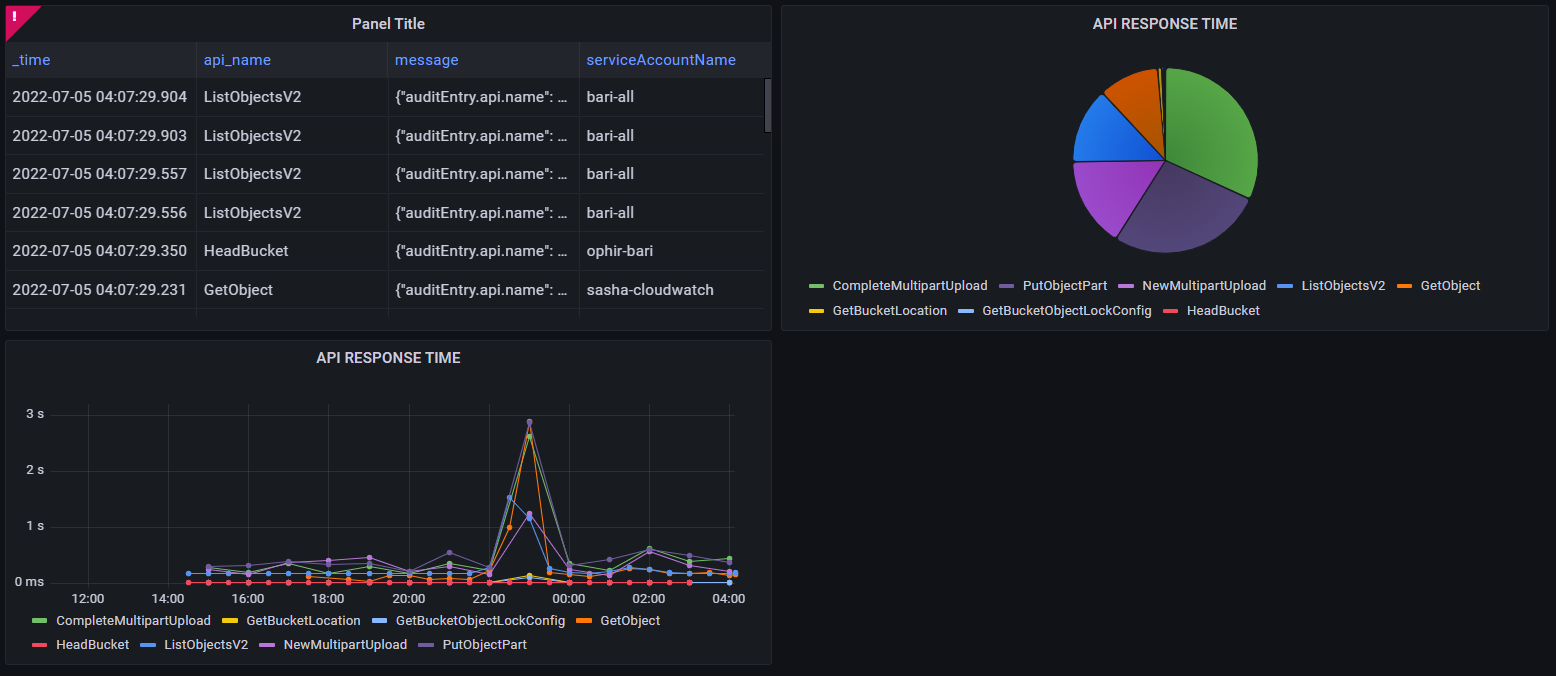 !
Panel Title
_time api_name message serviceAccountName
2022-07-05 04:07:29.904 ListObjectsV2 {"auditEntry.api.name": ... bari-all
2022-07-05 04:07:29.903 ListObjectsV2 {"auditEntry.api.name": ... bari-all
2022-07-05 04:07:29.557 ListObjectsV2 {"auditEntry.api.name": ... bari-all
2022-07-05 04:07:29.556 ListObjectsV2 {"auditEntry.api.name": ... bari-all
2022-07-05 04:07:29.350 HeadBucket {"auditEntry.api.name": ... ophir-bari
2022-07-05 04:07:29.231 GetObject {"auditEntry.api.name": ... sasha-cloudwatch
API RESPONSE TIME
CompleteMultipartUpload PutObjectPart NewMultipartUpload ListObjectsV2 GetObject
GetBucketLocation GetBucketObjectLockConfig HeadBucket
API RESPONSE TIME
3 s
2 s
1 s
0 ms
12:00 14:00 16:00 18:00 20:00 22:00 00:00 02:00 04:00
CompleteMultipartUpload GetBucketLocation GetBucketObjectLockConfig GetObject
HeadBucket ListObjectsV2 NewMultipartUpload PutObjectPart